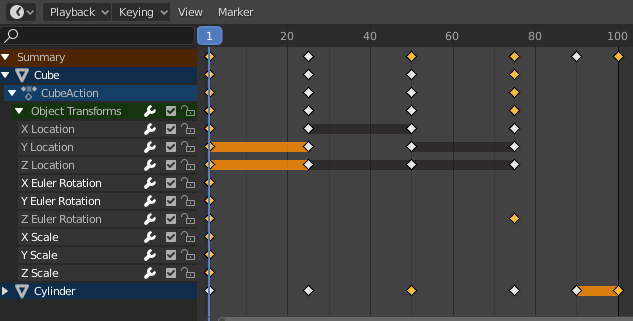 Playback Keying View Marker
1 20 40 60 80 100
Summary
Cube
CubeAction
Object Transforms
X Location
Y Location
Z Location
X Euler Rotation
Y Euler Rotation
Z Euler Rotation
X Scale
Y Scale
Z Scale
Cylinder